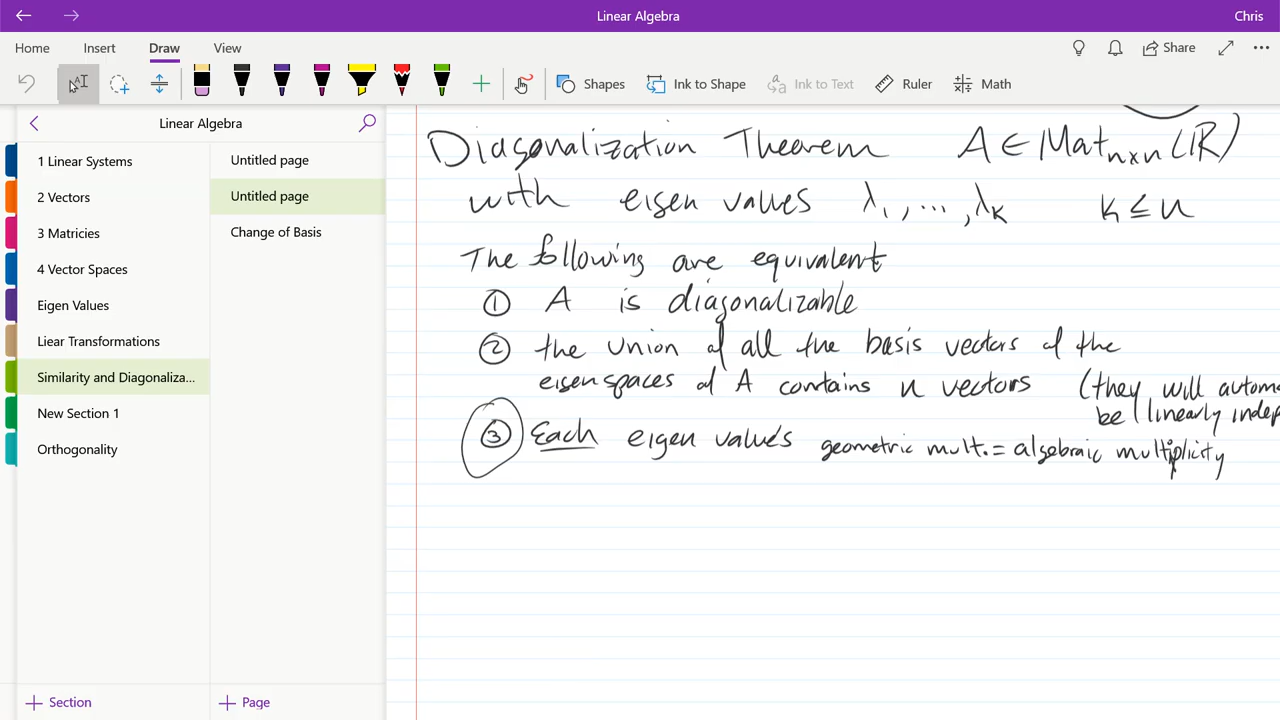 Linear Algebra
Chris
Home Insert Draw View
Share
Shapes Ink to Shape Ink to Text Ruler Math
Linear Algebra
1 Linear Systems
2 Vectors
3 Matricies
4 Vector Spaces
Eigen Values
Liear Transformations
Similarity and Diagonaliza...
New Section 1
Orthogonality
Section
Untitled page
Untitled page
Change of Basis
Page
Diagonalization Theorem A ∈ Mat_{n×n}(ℝ)
with eigen values λ₁, ..., λₖ k ≤ n
The following are equivalent
① A is diagonalizable
② the union of all the basis vectors of the
eigenspaces of A contains n vectors (they will autom
be linearly indep
③ Each eigen values geometric mult. = algebraic multiplicity